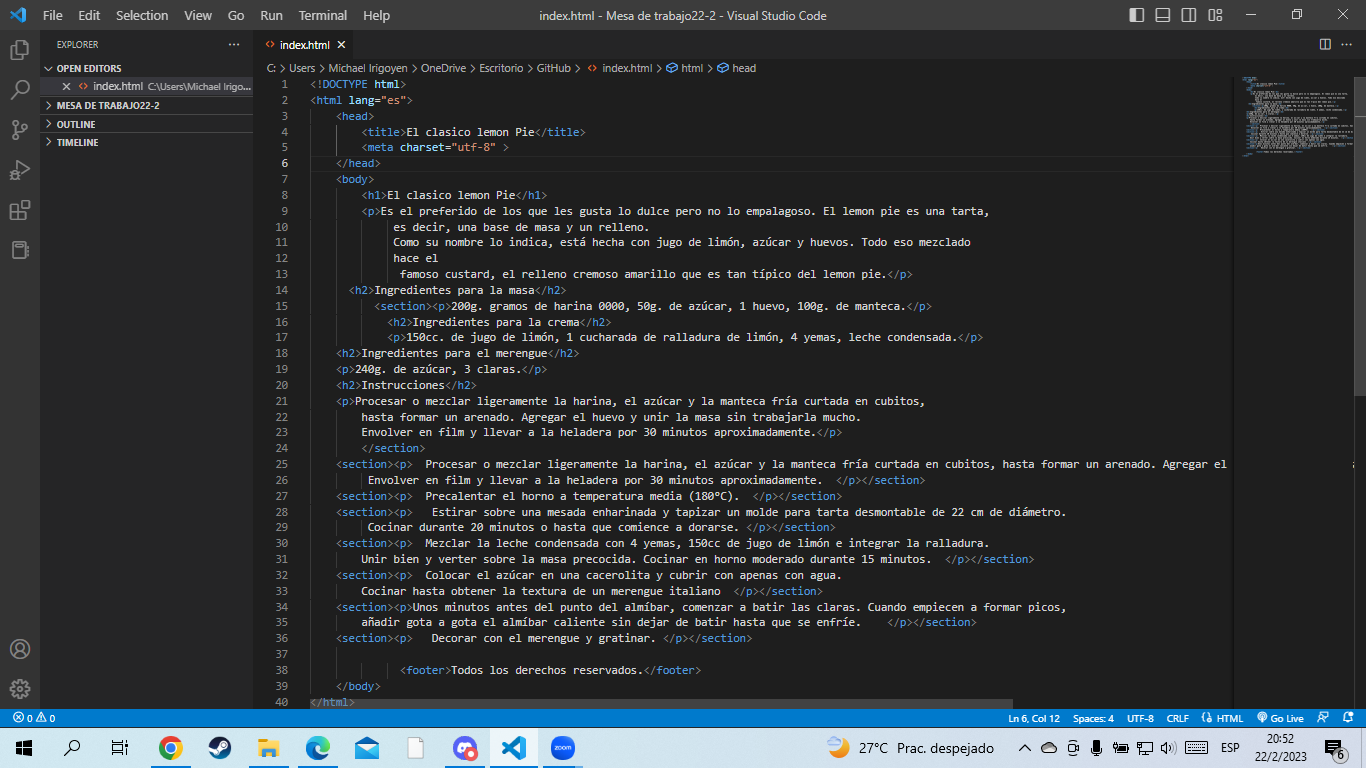 File Edit Selection View Go Run Terminal Help
index.html - Mesa de trabajo22-2 - Visual Studio Code
EXPLORER
OPEN EDITORS
index.html C:\Users\Michael Irigo...
MESA DE TRABAJO22-2
OUTLINE
TIMELINE
index.html
C: > Users > Michael Irigoyen > OneDrive > Escritorio > GitHub > index.html > html > head
1 <!DOCTYPE html>
2 <html lang="es">
3 <head>
4 <title>El clasico lemon Pie</title>
5 <meta charset="utf-8" >
6 </head>
7 <body>
8 <h1>El clasico lemon Pie</h1>
9 <p>Es el preferido de los que les gusta lo dulce pero no lo empalagoso. El lemon pie es una tarta,
10 es decir, una base de masa y un relleno.
11 Como su nombre lo indica, está hecha con jugo de limón, azúcar y huevos. Todo eso mezclado
12 hace el
13 famoso custard, el relleno cremoso amarillo que es tan típico del lemon pie.</p>
14 <h2>Ingredientes para la masa</h2>
15 <section><p>200g. gramos de harina 0000, 50g. de azúcar, 1 huevo, 100g. de manteca.</p>
16 <h2>Ingredientes para la crema</h2>
17 <p>150cc. de jugo de limón, 1 cucharada de ralladura de limón, 4 yemas, leche condensada.</p>
18 <h2>Ingredientes para el merengue</h2>
19 <p>240g. de azúcar, 3 claras.</p>
20 <h2>Instrucciones</h2>
21 <p>Procesar o mezclar ligeramente la harina, el azúcar y la manteca fría curtada en cubitos,
22 hasta formar un arenado. Agregar el huevo y unir la masa sin trabajarla mucho.
23 Envolver en film y llevar a la heladera por 30 minutos aproximadamente.</p>
24 </section>
25 <section><p> Procesar o mezclar ligeramente la harina, el azúcar y la manteca fría curtada en cubitos, hasta formar un arenado. Agregar el
26 Envolver en film y llevar a la heladera por 30 minutos aproximadamente. </p></section>
27 <section><p> Precalentar el horno a temperatura media (180°C). </p></section>
28 <section><p> Estirar sobre una mesada enharinada y tapizar un molde para tarta desmontable de 22 cm de diámetro.
29 Cocinar durante 20 minutos o hasta que comience a dorarse. </p></section>
30 <section><p> Mezclar la leche condensada con 4 yemas, 150cc de jugo de limón e integrar la ralladura.
31 Unir bien y verter sobre la masa precocida. Cocinar en horno moderado durante 15 minutos. </p></section>
32 <section><p> Colocar el azúcar en una cacerolita y cubrir con apenas con agua.
33 Cocinar hasta obtener la textura de un merengue italiano </p></section>
34 <section><p>Unos minutos antes del punto del almíbar, comenzar a batir las claras. Cuando empiecen a formar picos,
35 añadir gota a gota el almíbar caliente sin dejar de batir hasta que se enfríe. </p></section>
36 <section><p> Decorar con el merengue y gratinar. </p></section>
37
38 <footer>Todos los derechos reservados.</footer>
39 </body>
40 </html>
0 0 Ln 6, Col 12 Spaces: 4 UTF-8 CRLF HTML Go Live
zoom
27°C Prac. despejado
ESP
20:52
22/2/2023
6